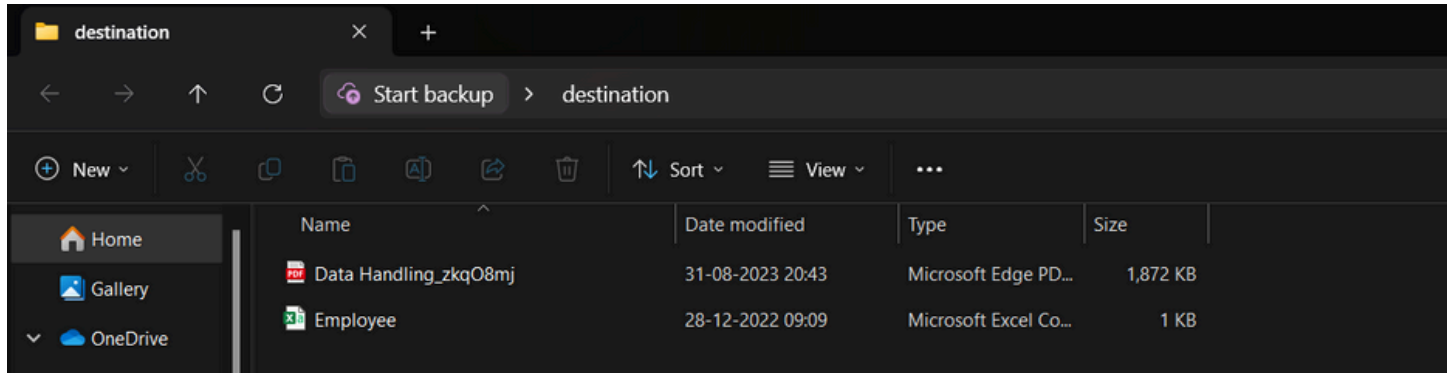 destination
Start backup > destination
New Sort View ...
Name Date modified Type Size
Home
PDF Data Handling_zkqO8mj 31-08-2023 20:43 Microsoft Edge PD... 1,872 KB
Gallery
Employee 28-12-2022 09:09 Microsoft Excel Co... 1 KB
OneDrive